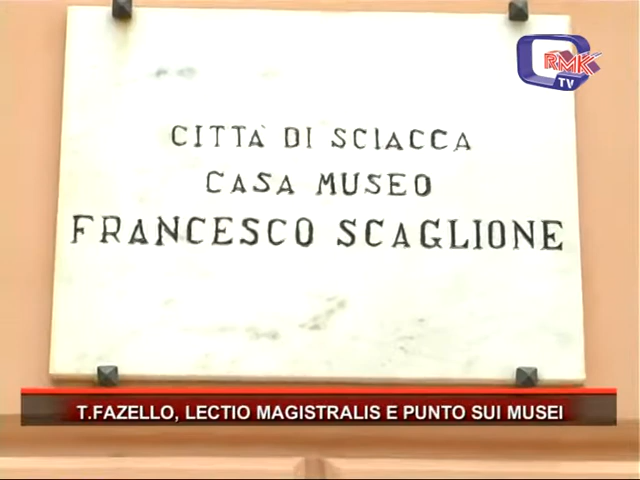 RMK
TV
CITTÀ DI SCIACCA
CASA MUSEO
FRANCESCO SCAGLIONE
T.FAZELLO, LECTIO MAGISTRALIS E PUNTO SUI MUSEI